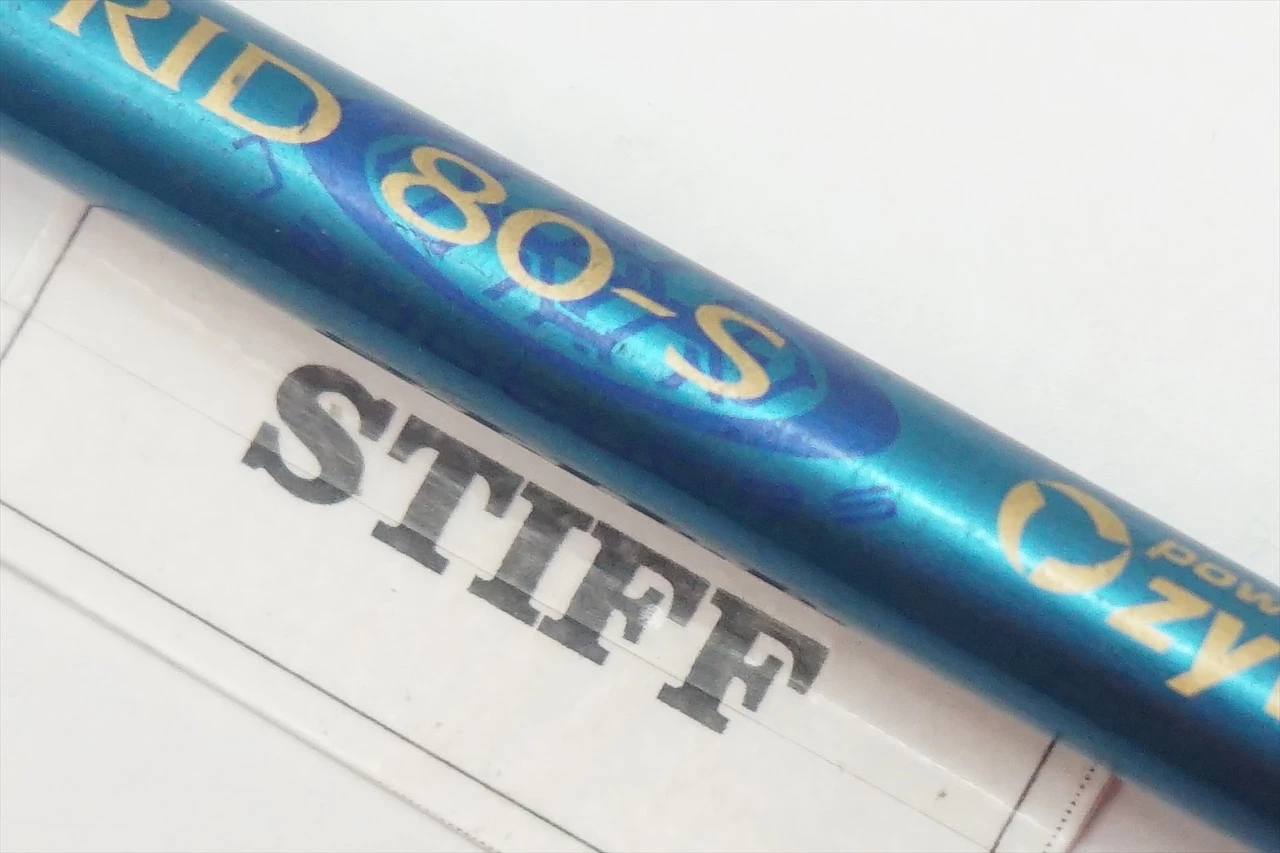 RID 80-S
pow
zy
STIFF